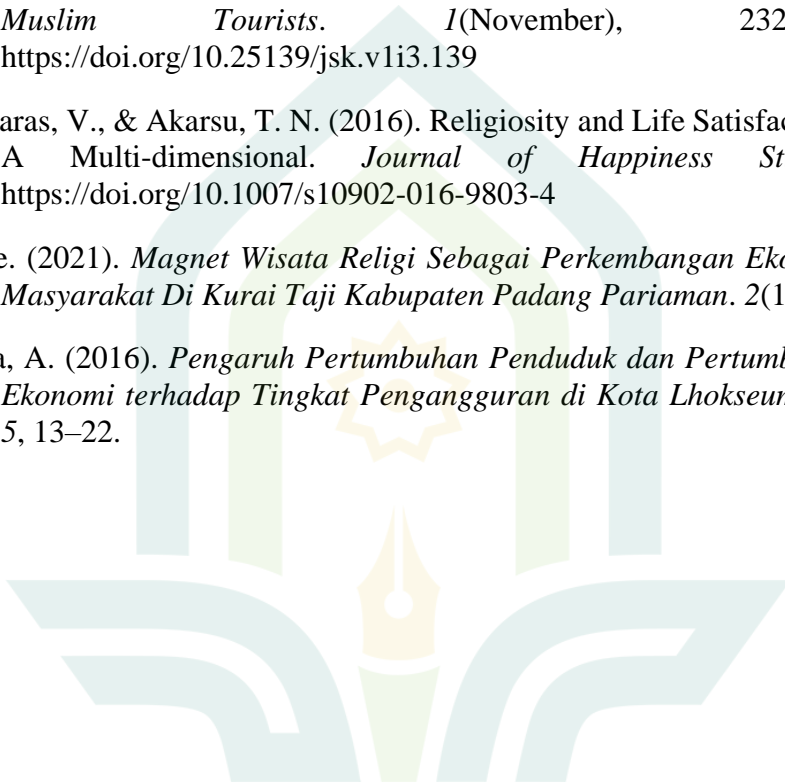 Muslim Tourists. 1(November), 232
https://doi.org/10.25139/jsk.v1i3.139
aras, V., & Akarsu, T. N. (2016). Religiosity and Life Satisfac
A Multi-dimensional. Journal of Happiness St
https://doi.org/10.1007/s10902-016-9803-4
e. (2021). Magnet Wisata Religi Sebagai Perkembangan Eko
Masyarakat Di Kurai Taji Kabupaten Padang Pariaman. 2(1
a, A. (2016). Pengaruh Pertumbuhan Penduduk dan Pertumb
Ekonomi terhadap Tingkat Pengangguran di Kota Lhokseum
5, 13–22.